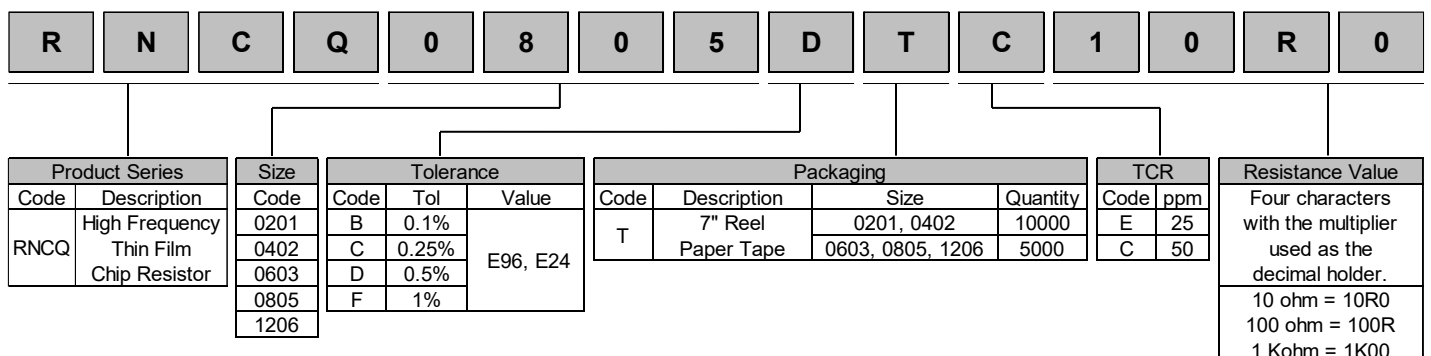 R N C Q 0 8 0 5 D T C 1 0 R 0
Product Series Size Tolerance Packaging TCR Resistance Value
Code Description Code Code Tol Value Code Description Size Quantity Code ppm Four characters
High Frequency 0201 B 0.1% 7" Reel 0201, 0402 10000 E 25 with the multiplier
RNCQ Thin Film 0402 C 0.25% E96, E24 T Paper Tape 0603, 0805, 1206 5000 C 50 used as the
Chip Resistor 0603 D 0.5% decimal holder.
0805 F 1% 10 ohm = 10R0
1206 100 ohm = 100R
1 Kohm = 1K00